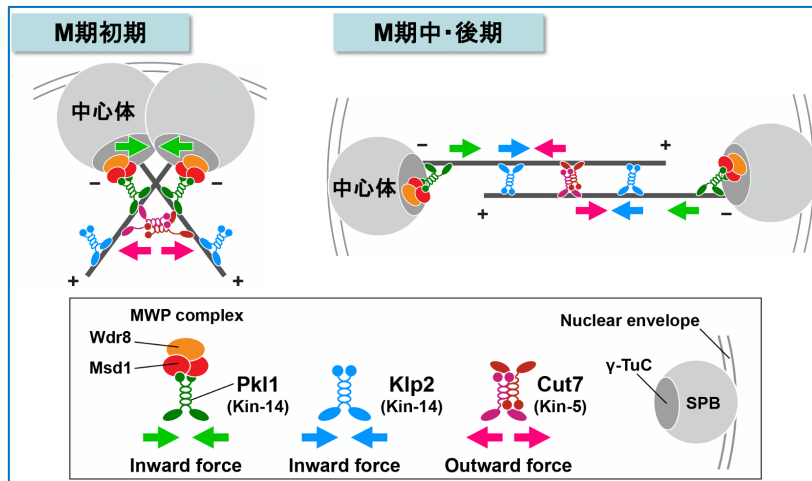 M期初期
M期中・後期
中心体
−
−
+
+
中心体
−
+
+
−
MWP complex
Wdr8
Msd1
Pkl1
(Kin-14)
Inward force
Klp2
(Kin-14)
Inward force
Cut7
(Kin-5)
Outward force
Nuclear envelope
γ-TuC
SPB